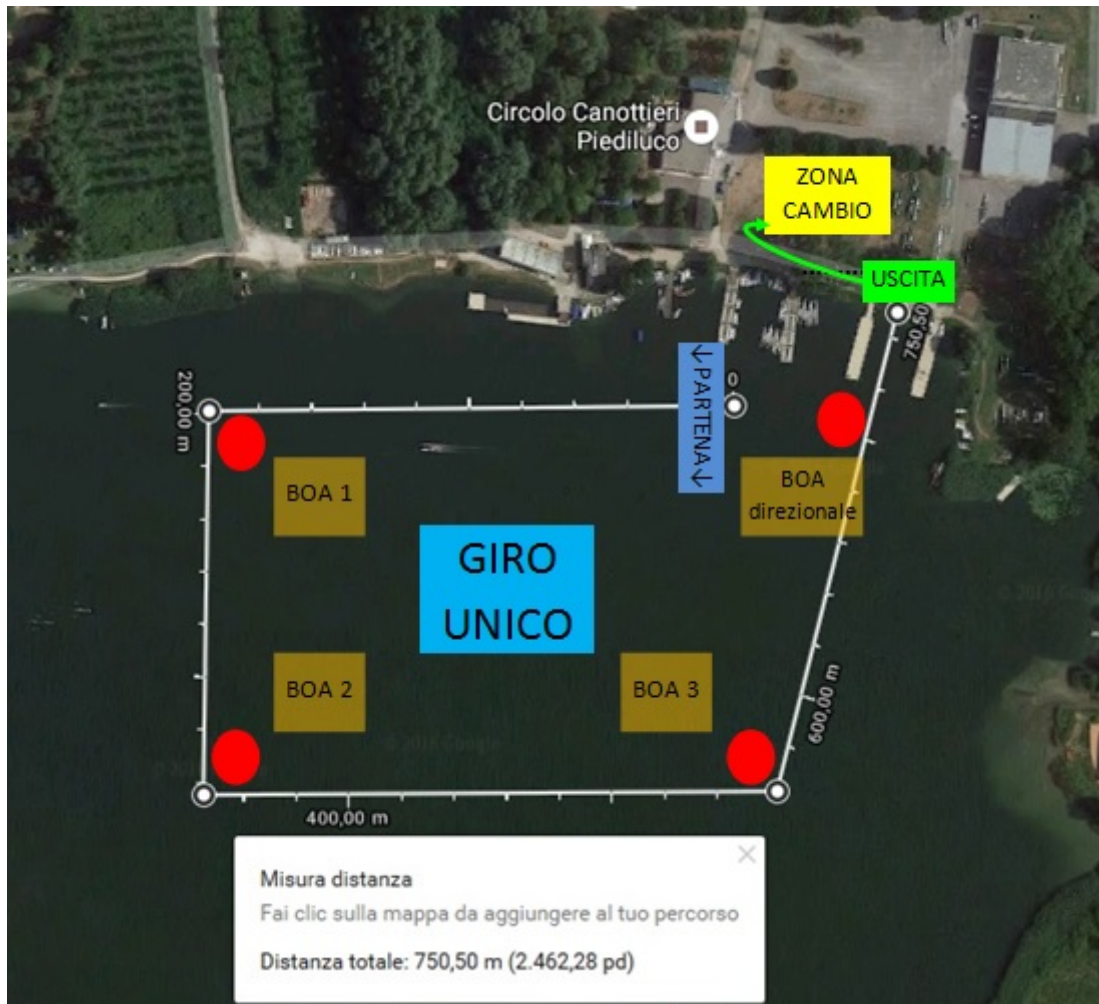 Circolo Canottieri
Piediluco
ZONA
CAMBIO
USCITA
750,50
↓PARTENA↓
0
200,00 m
BOA 1
BOA
direzionale
GIRO
UNICO
BOA 2
BOA 3
600,00 m
400,00 m
Misura distanza
Fai clic sulla mappa da aggiungere al tuo percorso
Distanza totale: 750,50 m (2.462,28 pd)